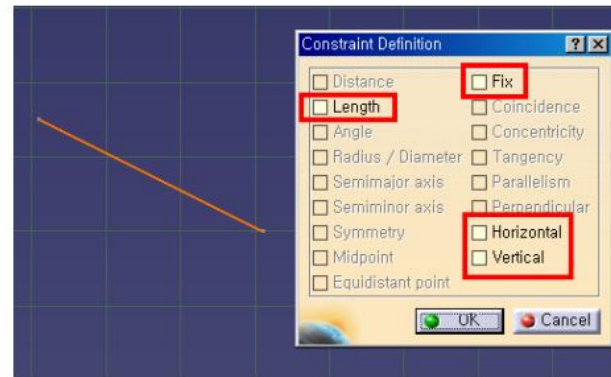 Constraint Definition
Distance
Fix
Length
Coincidence
Angle
Concentricity
Radius / Diameter
Tangency
Semimajor axis
Parallelism
Semiminor axis
Perpendicular
Symmetry
Horizontal
Midpoint
Vertical
Equidistant point
OK
Cancel